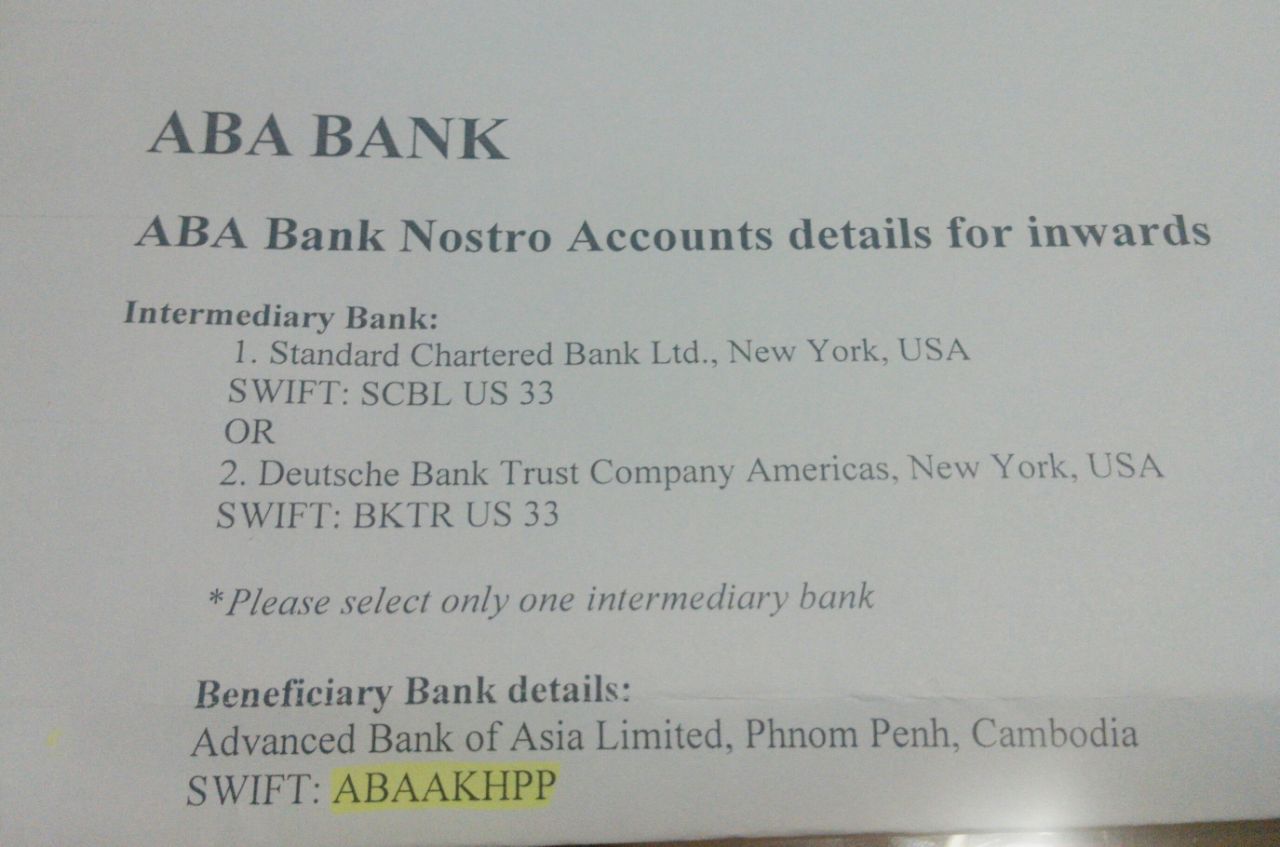 ABA BANK
ABA Bank Nostro Accounts details for inwards
Intermediary Bank:
1. Standard Chartered Bank Ltd., New York, USA
SWIFT: SCBL US 33
OR
2. Deutsche Bank Trust Company Americas, New York, USA
SWIFT: BKTR US 33
*Please select only one intermediary bank
Beneficiary Bank details:
Advanced Bank of Asia Limited, Phnom Penh, Cambodia
SWIFT: ABAAKHPP